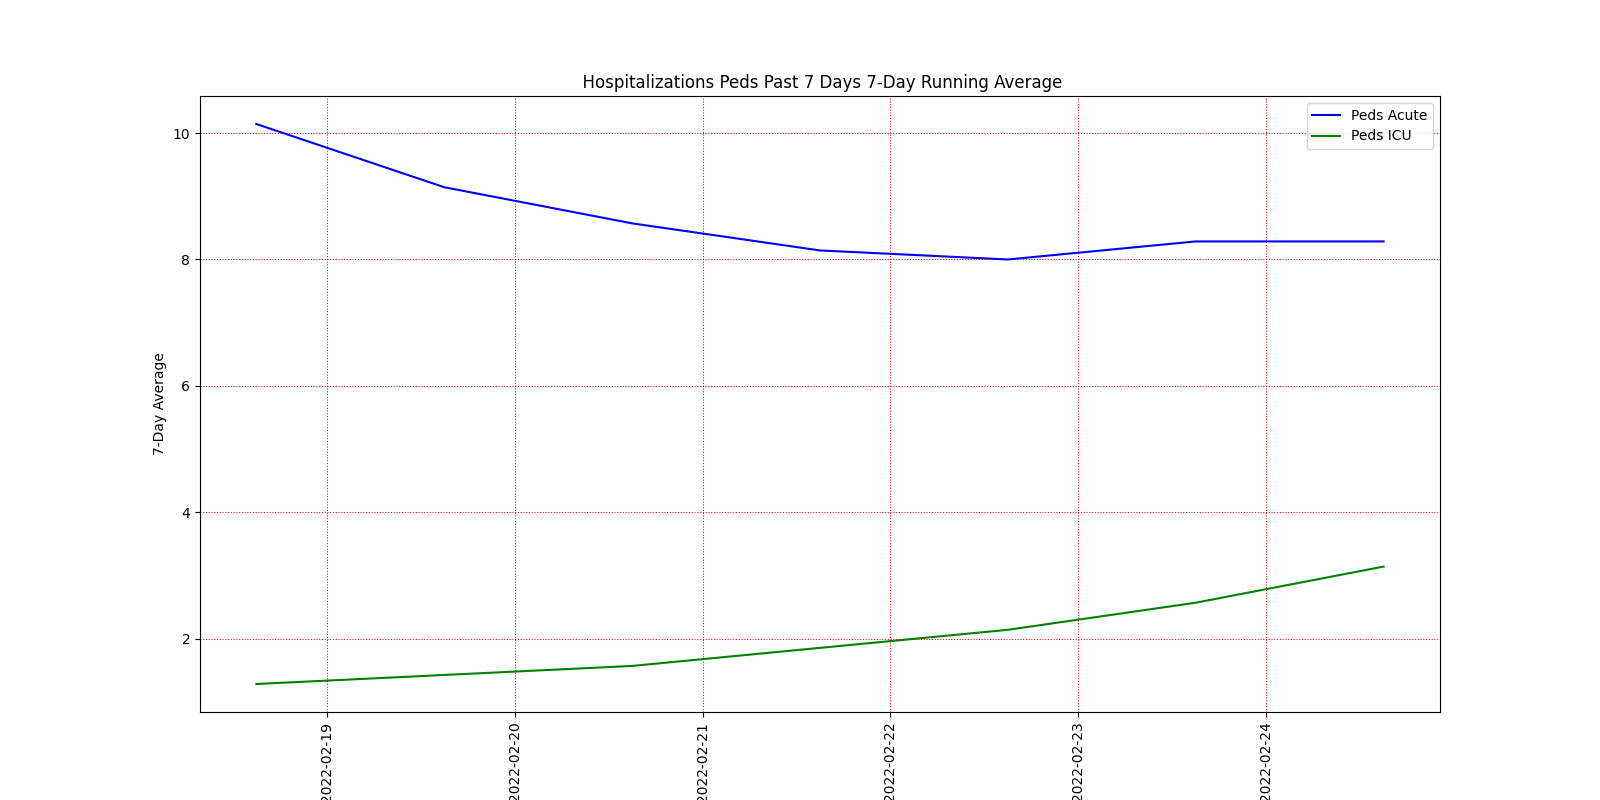 Hospitalizations Peds Past 7 Days 7-Day Running Average
Peds Acute
Peds ICU
10
8
6
4
2
7-Day Average
2022-02-19
2022-02-20
2022-02-21
2022-02-22
2022-02-23
2022-02-24